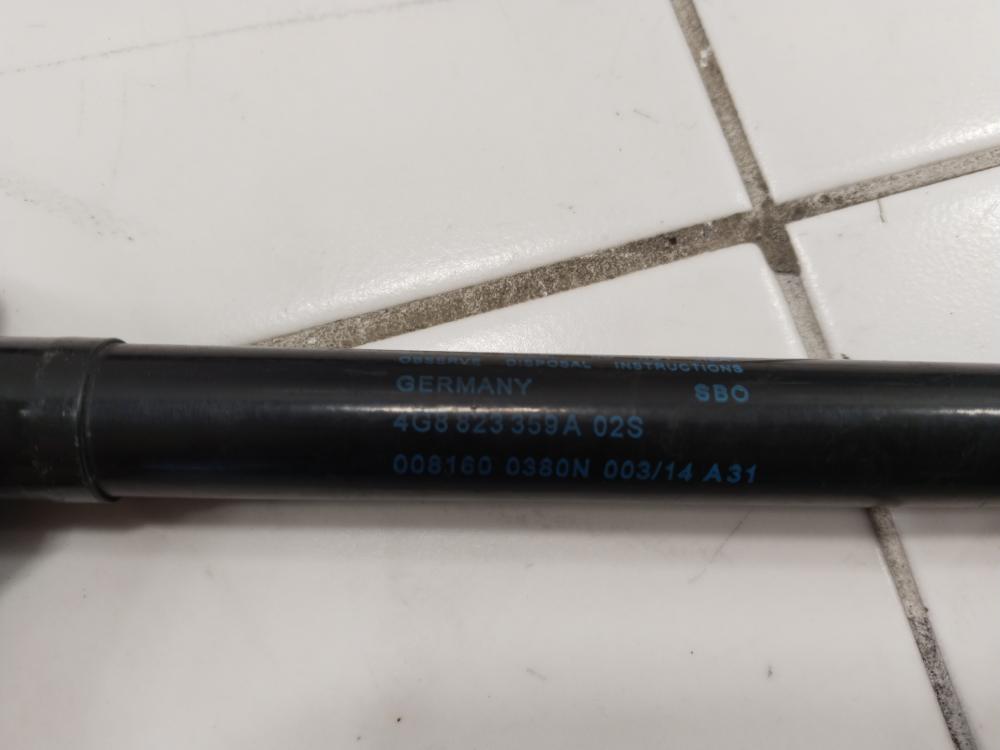 OBSERVE DISPOSAL INSTRUCTIONS
GERMANY SBO
4G8 823 359A 02S
008160 0380N 003/14 A31